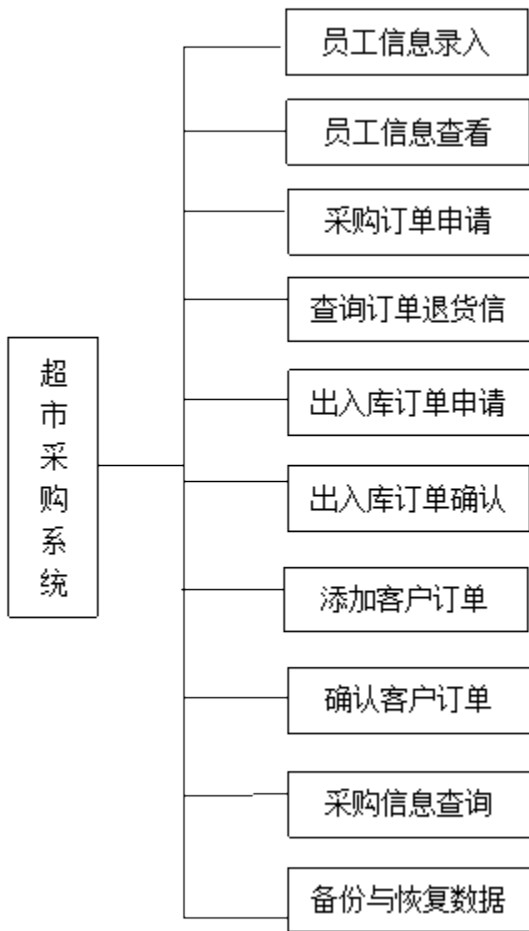 员工信息录入
员工信息查看
采购订单申请
查询订单退货信
超市采购系统
出入库订单申请
出入库订单确认
添加客户订单
确认客户订单
采购信息查询
备份与恢复数据